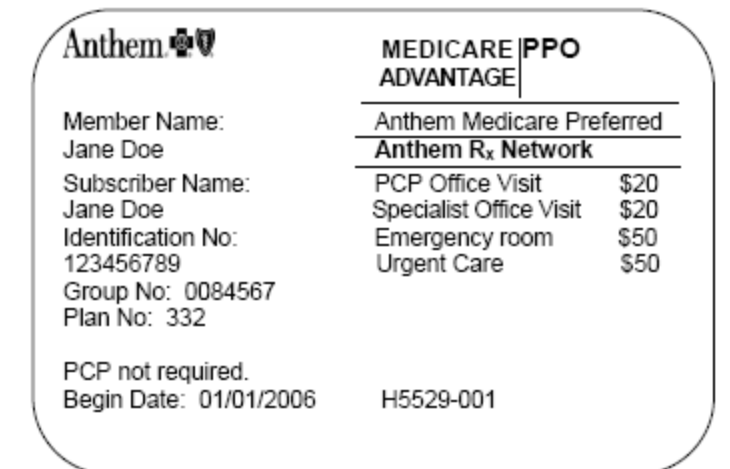 Anthem
MEDICARE PPO
ADVANTAGE
Member Name:
Jane Doe
Subscriber Name:
Jane Doe
Identification No:
123456789
Group No: 0084567
Plan No: 332
PCP not required.
Begin Date: 01/01/2006
Anthem Medicare Preferred
Anthem Rx Network
PCP Office Visit $20
Specialist Office Visit $20
Emergency room $50
Urgent Care $50
H5529-001